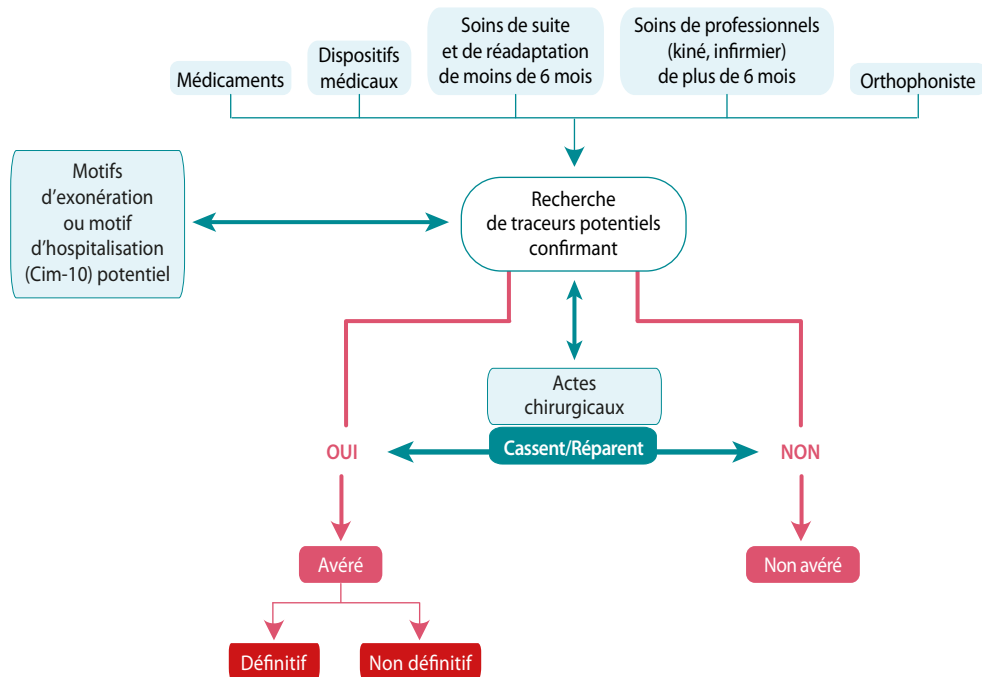 Médicaments
Dispositifs
médicaux
Soins de suite
et de réadaptation
de moins de 6 mois
Soins de professionnels
(kiné, infirmier)
de plus de 6 mois
Orthophoniste
Motifs
d’exonération
ou motif
d’hospitalisation
(Cim-10) potentiel
Recherche
de traceurs potentiels
confirmant
Actes
chirurgicaux
Cassent/Réparent
OUI
NON
Avéré
Non avéré
Définitif
Non définitif